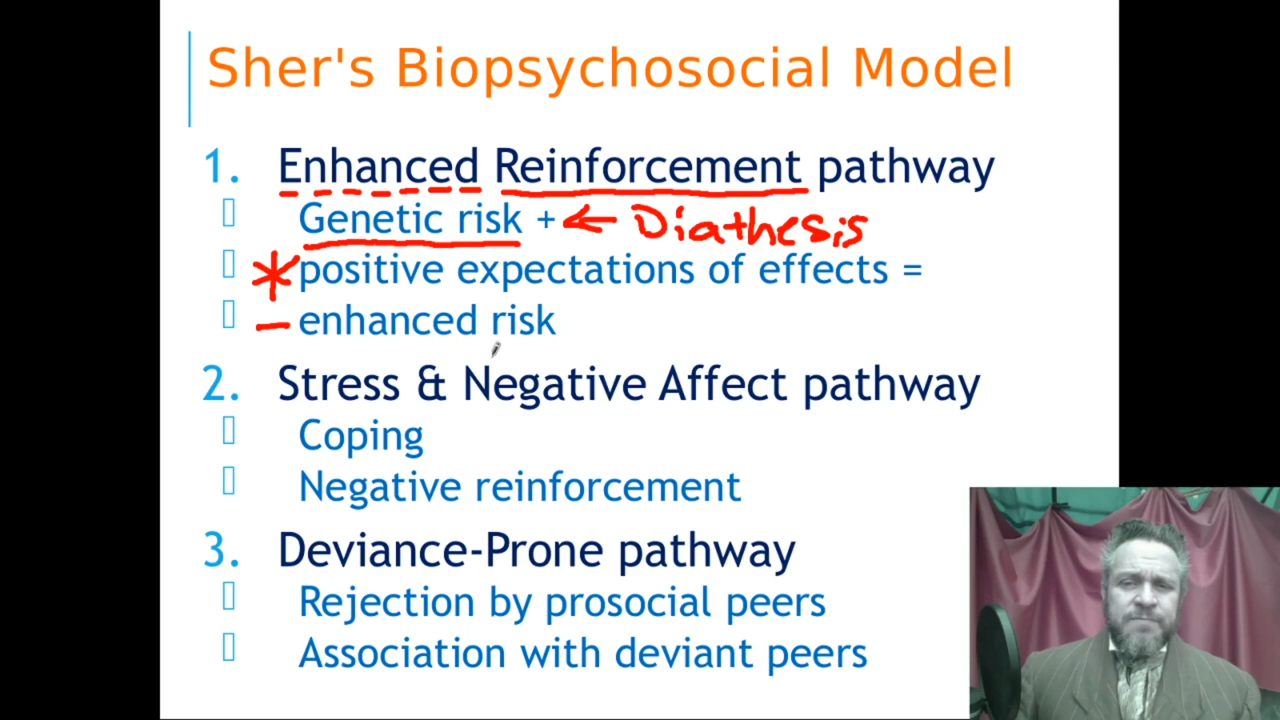 Sher's Biopsychosocial Model
1. Enhanced Reinforcement pathway
Genetic risk + ← Diathesis
* positive expectations of effects =
– enhanced risk
2. Stress & Negative Affect pathway
Coping
Negative reinforcement
3. Deviance-Prone pathway
Rejection by prosocial peers
Association with deviant peers